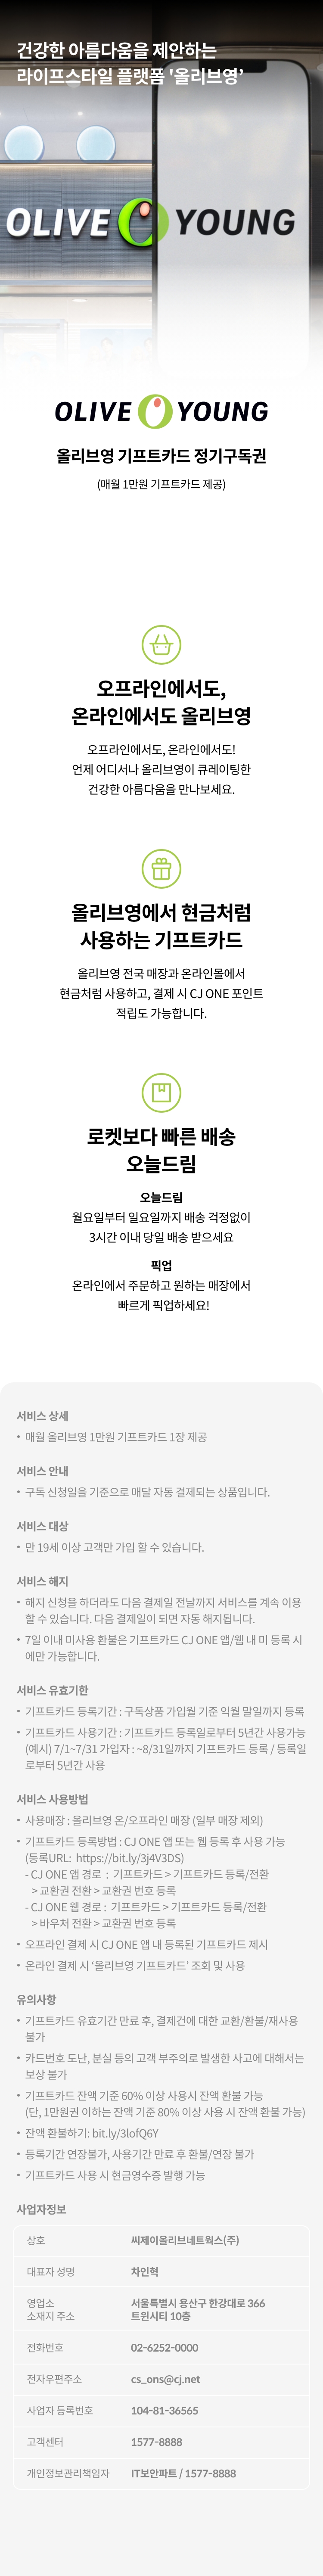 건강한 아름다움을 제안하는
라이프스타일 플랫폼 '올리브영'
OLIVE YOUNG
OLIVE YOUNG
올리브영 기프트카드 정기구독권
(매월 1만원 기프트카드 제공)
오프라인에서도,
온라인에서도 올리브영
오프라인에서도, 온라인에서도!
언제 어디서나 올리브영이 큐레이팅한
건강한 아름다움을 만나보세요.
올리브영에서 현금처럼
사용하는 기프트카드
올리브영 전국 매장과 온라인몰에서
현금처럼 사용하고, 결제 시 CJ ONE 포인트
적립도 가능합니다.
로켓보다 빠른 배송
오늘드림
오늘드림
월요일부터 일요일까지 배송 걱정없이
3시간 이내 당일 배송 받으세요
픽업
온라인에서 주문하고 원하는 매장에서
빠르게 픽업하세요!
서비스 상세
• 매월 올리브영 1만원 기프트카드 1장 제공
서비스 안내
• 구독 신청일을 기준으로 매달 자동 결제되는 상품입니다.
서비스 대상
• 만 19세 이상 고객만 가입 할 수 있습니다.
서비스 해지
• 해지 신청을 하더라도 다음 결제일 전날까지 서비스를 계속 이용
할 수 있습니다. 다음 결제일이 되면 자동 해지됩니다.
• 7일 이내 미사용 환불은 기프트카드 CJ ONE 앱/웹 내 미 등록 시
에만 가능합니다.
서비스 유효기한
• 기프트카드 등록기간 : 구독상품 가입월 기준 익월 말일까지 등록
• 기프트카드 사용기간 : 기프트카드 등록일로부터 5년간 사용가능
(예시) 7/1~7/31 가입자 : ~8/31일까지 기프트카드 등록 / 등록일
로부터 5년간 사용
서비스 사용방법
• 사용매장 : 올리브영 온/오프라인 매장 (일부 매장 제외)
• 기프트카드 등록방법 : CJ ONE 앱 또는 웹 등록 후 사용 가능
(등록URL: https://bit.ly/3j4V3DS)
- CJ ONE 앱 경로 : 기프트카드 > 기프트카드 등록/전환
> 교환권 전환 > 교환권 번호 등록
- CJ ONE 웹 경로 : 기프트카드 > 기프트카드 등록/전환
> 바우처 전환 > 교환권 번호 등록
• 오프라인 결제 시 CJ ONE 앱 내 등록된 기프트카드 제시
• 온라인 결제 시 ‘올리브영 기프트카드’ 조회 및 사용
유의사항
• 기프트카드 유효기간 만료 후, 결제건에 대한 교환/환불/재사용
불가
• 카드번호 도난, 분실 등의 고객 부주의로 발생한 사고에 대해서는
보상 불가
• 기프트카드 잔액 기준 60% 이상 사용시 잔액 환불 가능
(단, 1만원권 이하는 잔액 기준 80% 이상 사용 시 잔액 환불 가능)
• 잔액 환불하기: bit.ly/3lofQ6Y
• 등록기간 연장불가, 사용기간 만료 후 환불/연장 불가
• 기프트카드 사용 시 현금영수증 발행 가능
사업자정보
상호 씨제이올리브네트웍스(주)
대표자 성명 차인혁
영업소 서울특별시 용산구 한강대로 366
소재지 주소 트윈시티 10층
전화번호 02-6252-0000
전자우편주소 cs_ons@cj.net
사업자 등록번호 104-81-36565
고객센터 1577-8888
개인정보관리책임자 IT보안파트 / 1577-8888